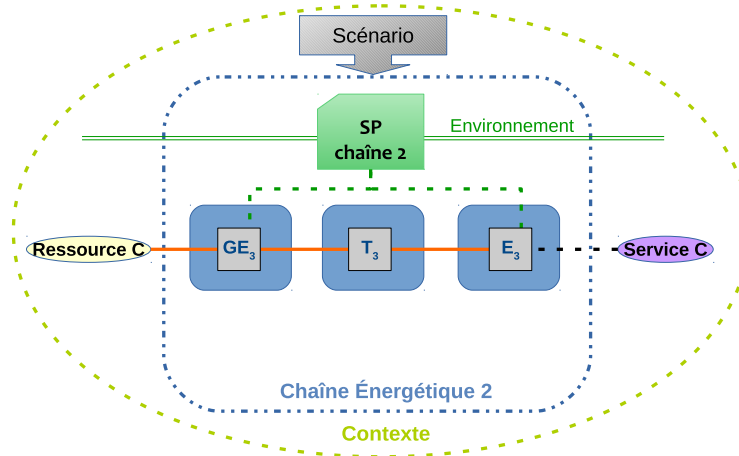 Scénario
Environnement
SP
chaîne 2
Ressource C
GE3
T3
E3
Service C
Chaîne Énergétique 2
Contexte